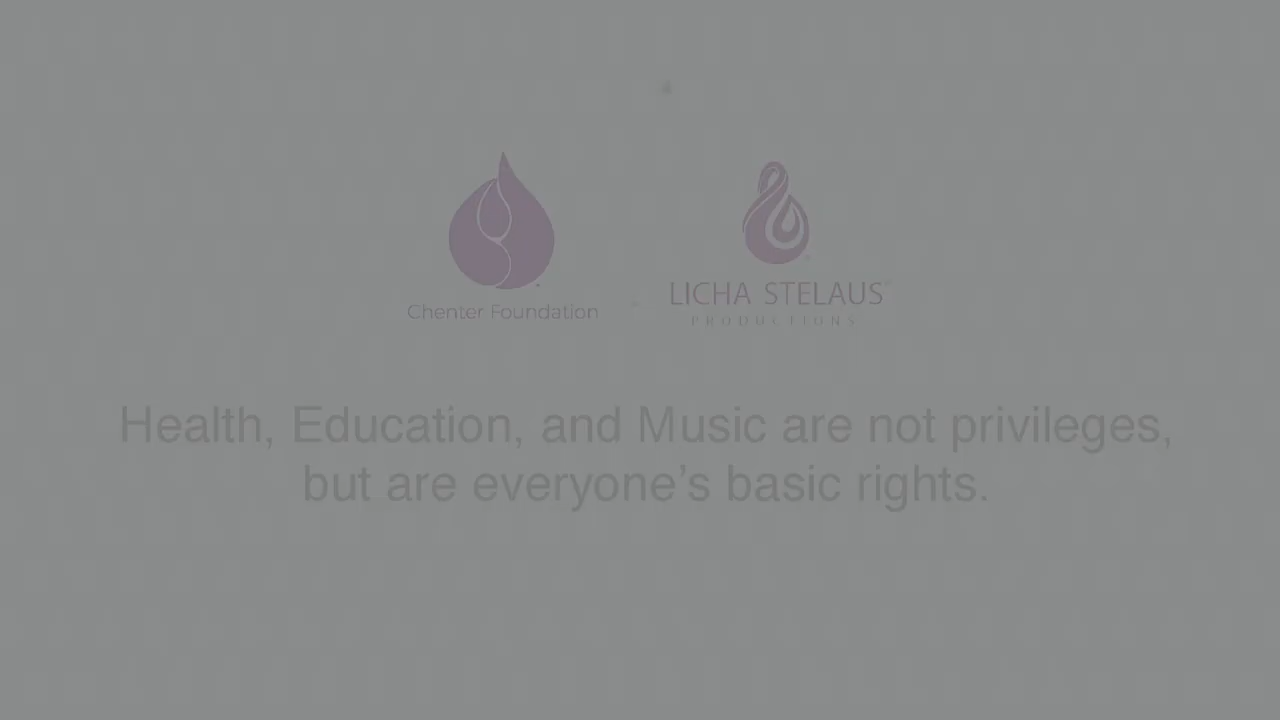 Chenter Foundation
LICHA STELAUS
PRODUCTIONS
Health, Education, and Music are not privileges,
but are everyone’s basic rights.